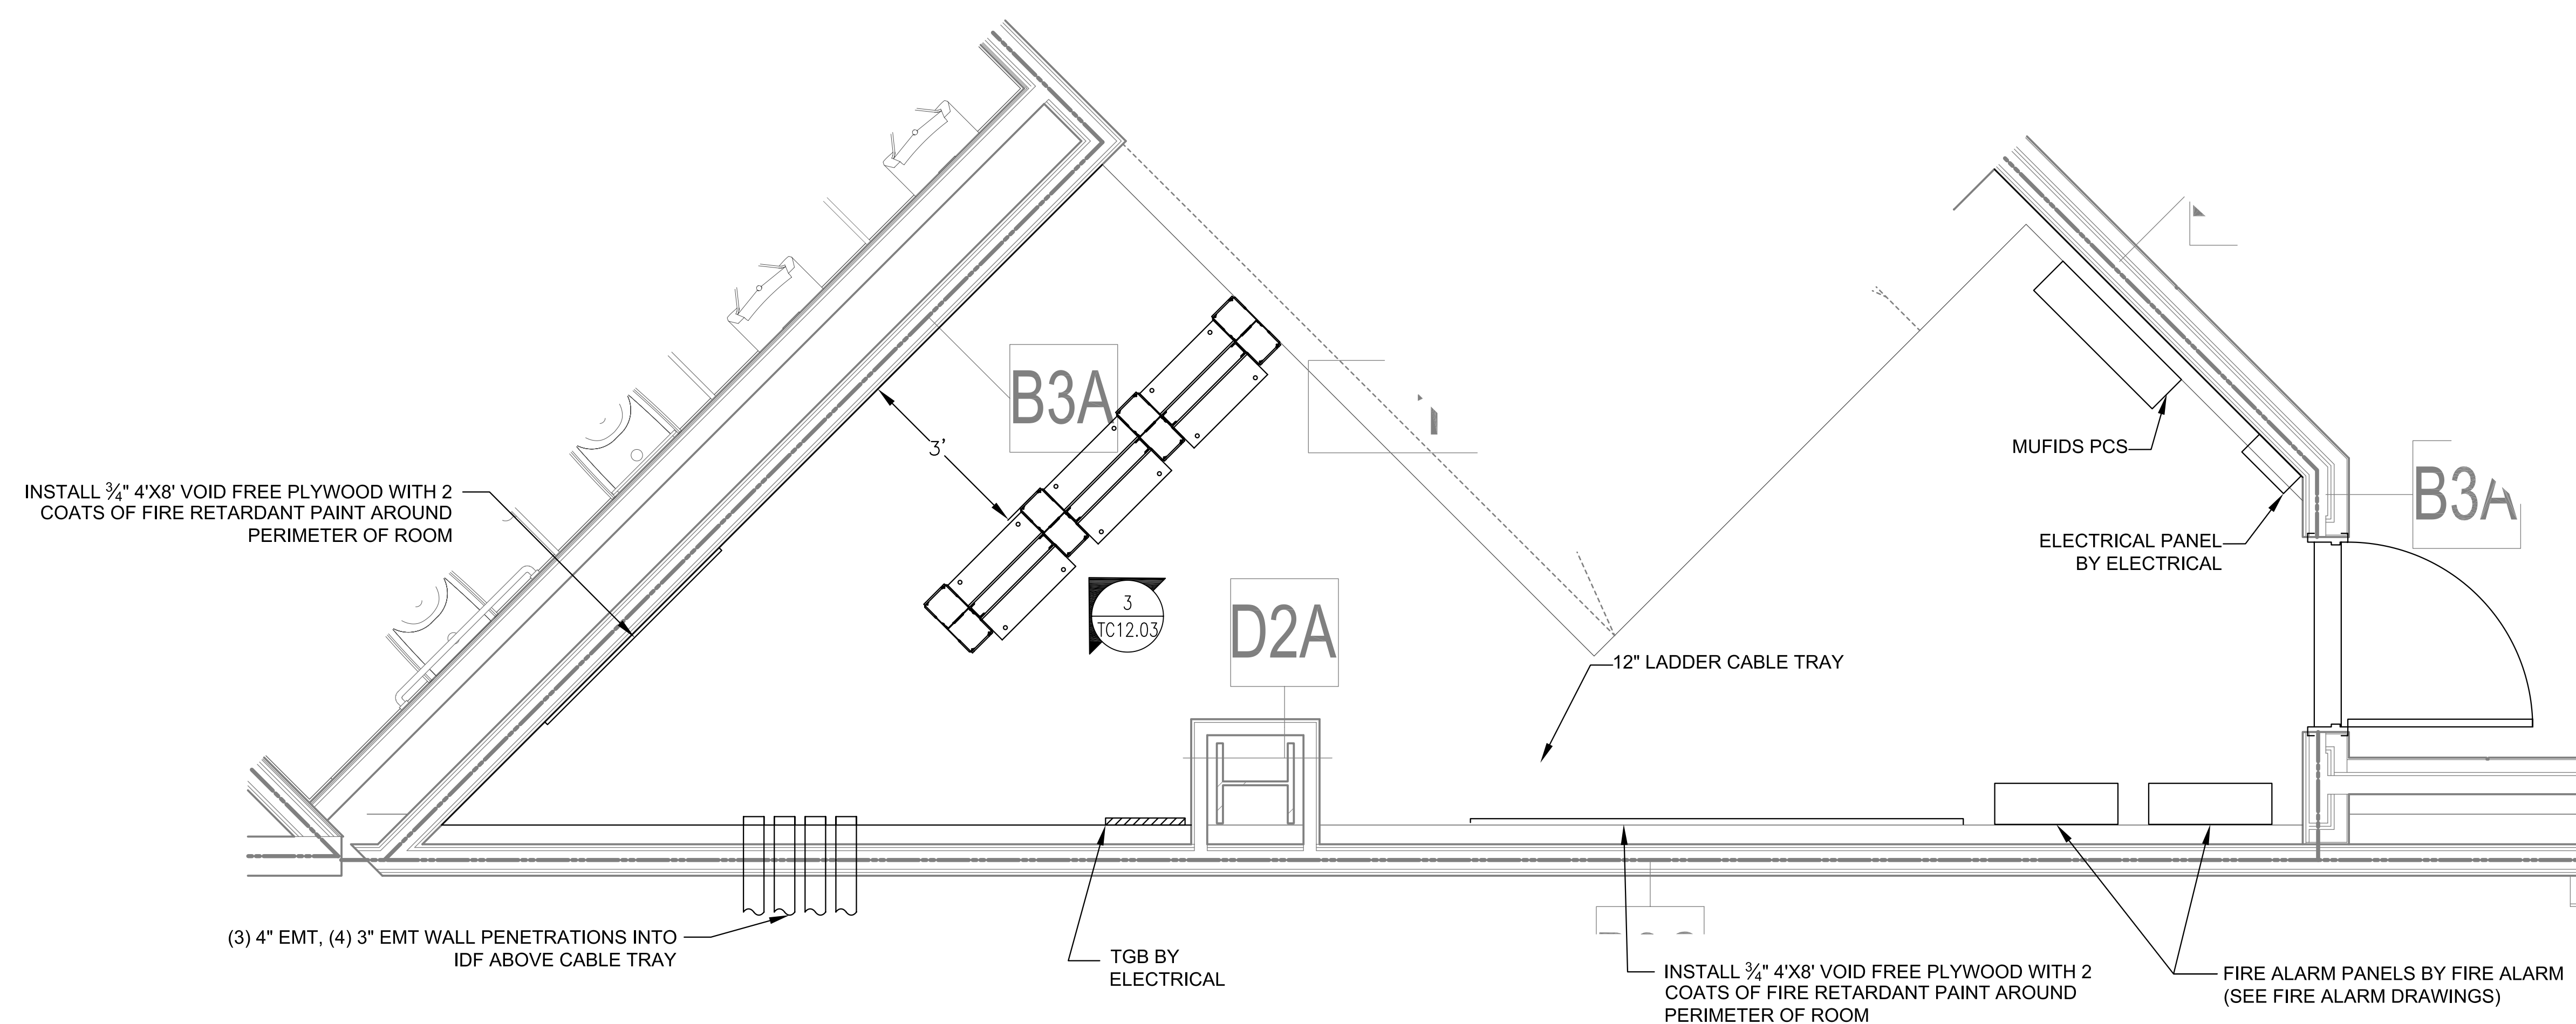 B3A
3'
MUFIDS PCS
B3A
INSTALL ¾" 4'X8' VOID FREE PLYWOOD WITH 2
COATS OF FIRE RETARDANT PAINT AROUND
PERIMETER OF ROOM
ELECTRICAL PANEL
BY ELECTRICAL
3
TC12.03
D2A
12" LADDER CABLE TRAY
(3) 4" EMT, (4) 3" EMT WALL PENETRATIONS INTO
IDF ABOVE CABLE TRAY
TGB BY
ELECTRICAL
INSTALL ¾" 4'X8' VOID FREE PLYWOOD WITH 2
COATS OF FIRE RETARDANT PAINT AROUND
PERIMETER OF ROOM
FIRE ALARM PANELS BY FIRE ALARM
(SEE FIRE ALARM DRAWINGS)